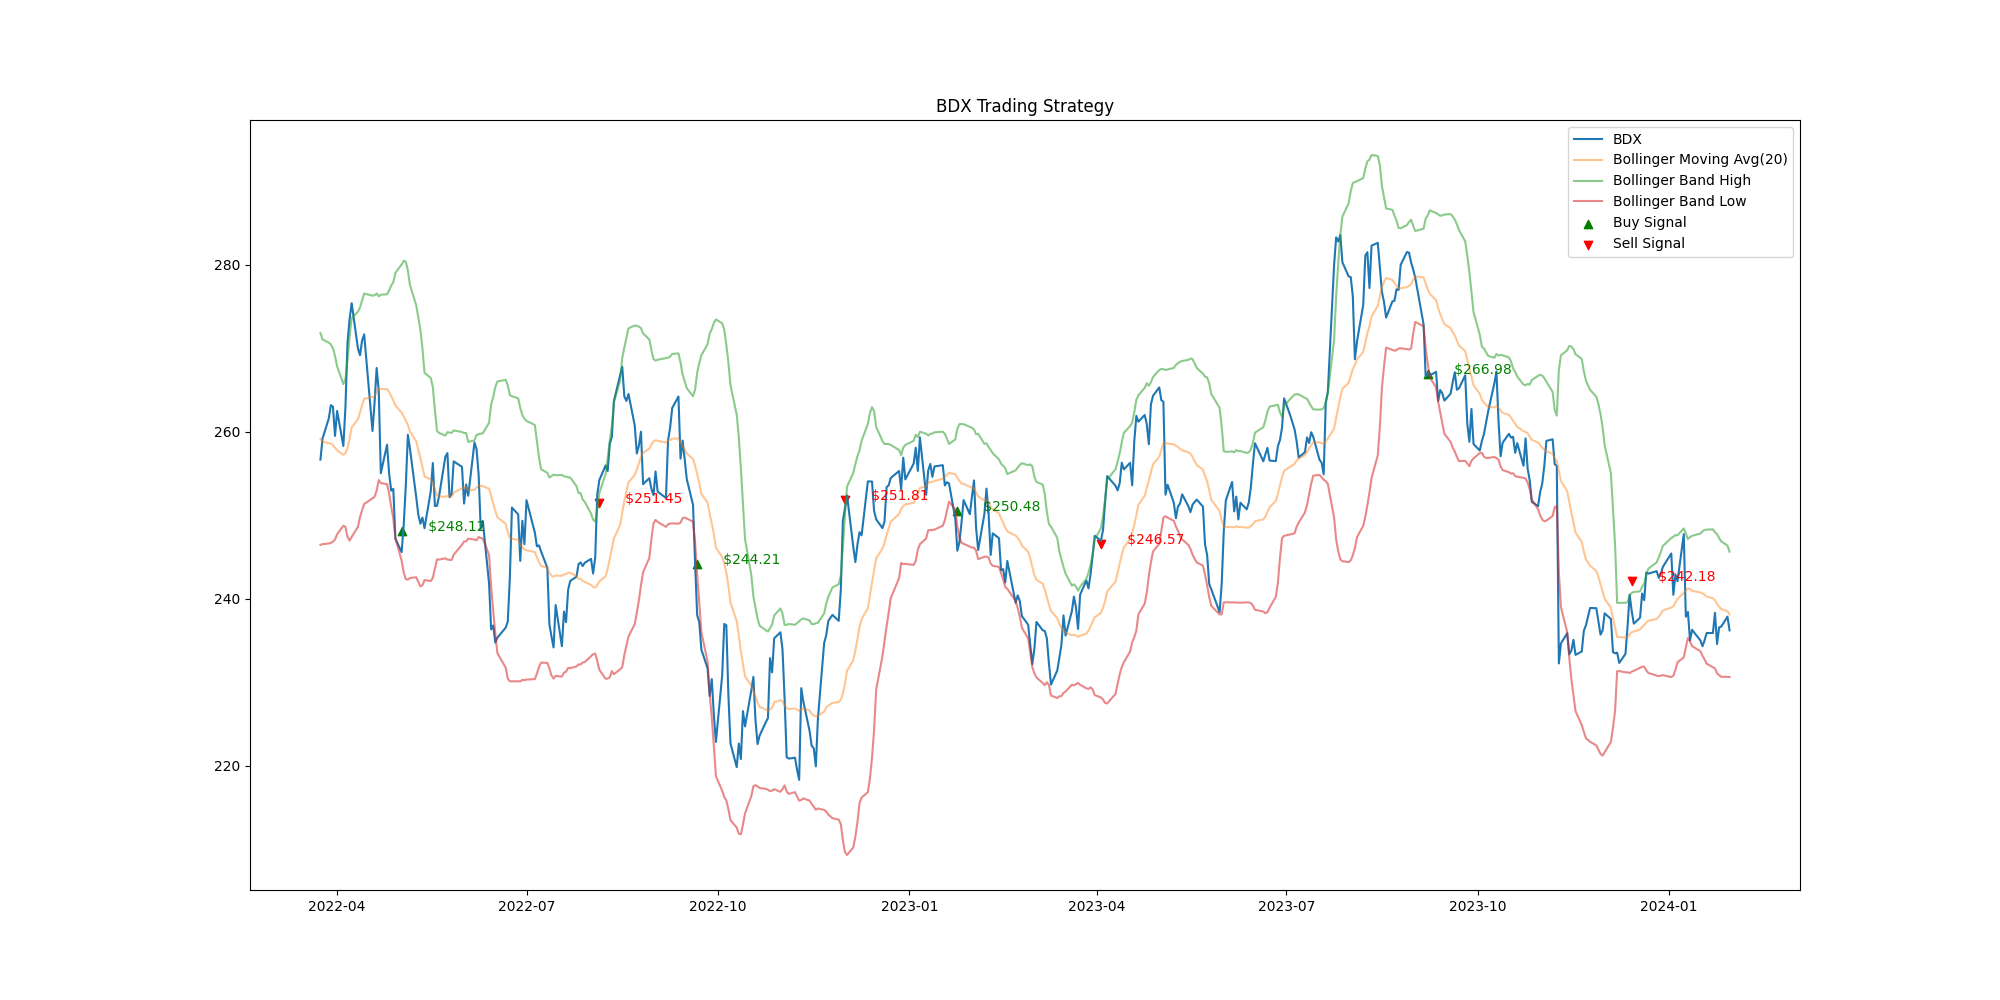 BDX Trading Strategy
BDX
Bollinger Moving Avg(20)
Bollinger Band High
Bollinger Band Low
Buy Signal
Sell Signal
280
260
240
220
$248.12
$251.45
$244.21
$251.81
$250.48
$246.57
$266.98
$242.18
2022-04
2022-07
2022-10
2023-01
2023-04
2023-07
2023-10
2024-01